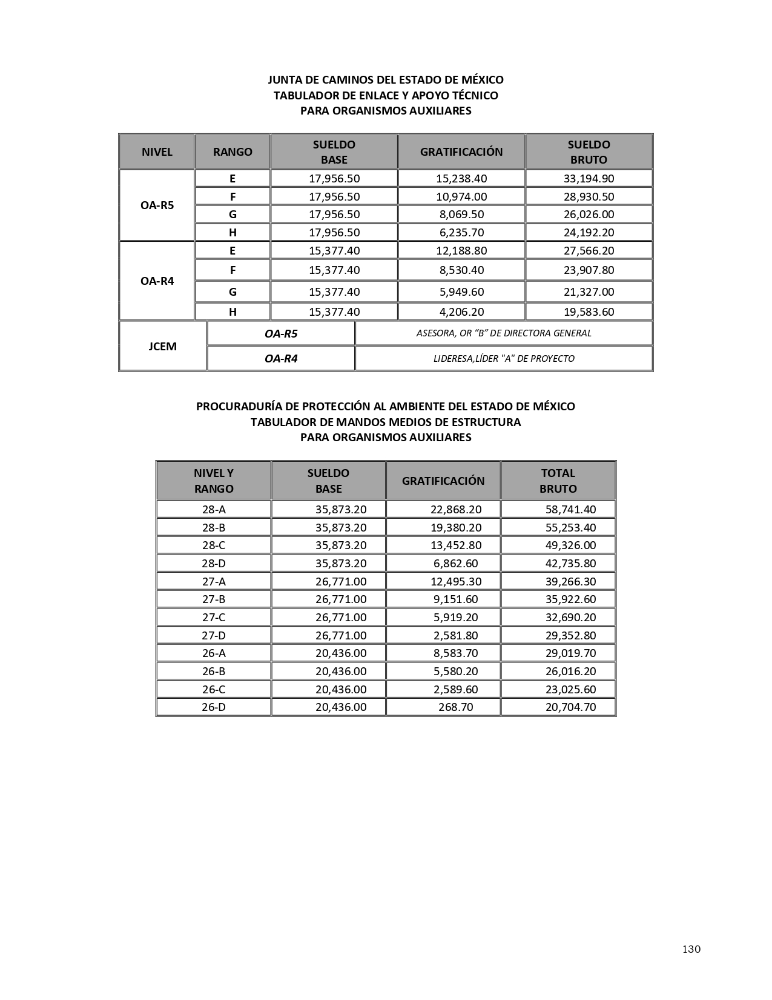 JUNTA DE CAMINOS DEL ESTADO DE MÉXICO
TABULADOR DE ENLACE Y APOYO TÉCNICO
PARA ORGANISMOS AUXILIARES
NIVEL RANGO SUELDO BASE GRATIFICACIÓN SUELDO BRUTO
OA-R5
E 17,956.50 15,238.40 33,194.90
F 17,956.50 10,974.00 28,930.50
G 17,956.50 8,069.50 26,026.00
H 17,956.50 6,235.70 24,192.20
OA-R4
E 15,377.40 12,188.80 27,566.20
F 15,377.40 8,530.40 23,907.80
G 15,377.40 5,949.60 21,327.00
H 15,377.40 4,206.20 19,583.60
JCEM
OA-R5 ASESORA, OR “B” DE DIRECTORA GENERAL
OA-R4 LIDERESA,LÍDER "A" DE PROYECTO
PROCURADURÍA DE PROTECCIÓN AL AMBIENTE DEL ESTADO DE MÉXICO
TABULADOR DE MANDOS MEDIOS DE ESTRUCTURA
PARA ORGANISMOS AUXILIARES
NIVEL Y RANGO SUELDO BASE GRATIFICACIÓN TOTAL BRUTO
28-A 35,873.20 22,868.20 58,741.40
28-B 35,873.20 19,380.20 55,253.40
28-C 35,873.20 13,452.80 49,326.00
28-D 35,873.20 6,862.60 42,735.80
27-A 26,771.00 12,495.30 39,266.30
27-B 26,771.00 9,151.60 35,922.60
27-C 26,771.00 5,919.20 32,690.20
27-D 26,771.00 2,581.80 29,352.80
26-A 20,436.00 8,583.70 29,019.70
26-B 20,436.00 5,580.20 26,016.20
26-C 20,436.00 2,589.60 23,025.60
26-D 20,436.00 268.70 20,704.70
130